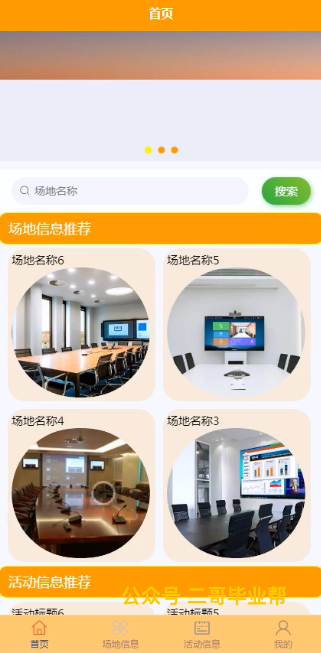 首页
场地名称
搜索
场地信息推荐
场地名称6
场地名称5
场地名称4
场地名称3
活动信息推荐
公众号 二哥毕业帮
活动标题6
活动标题5
首页
场地信息
活动信息
我的